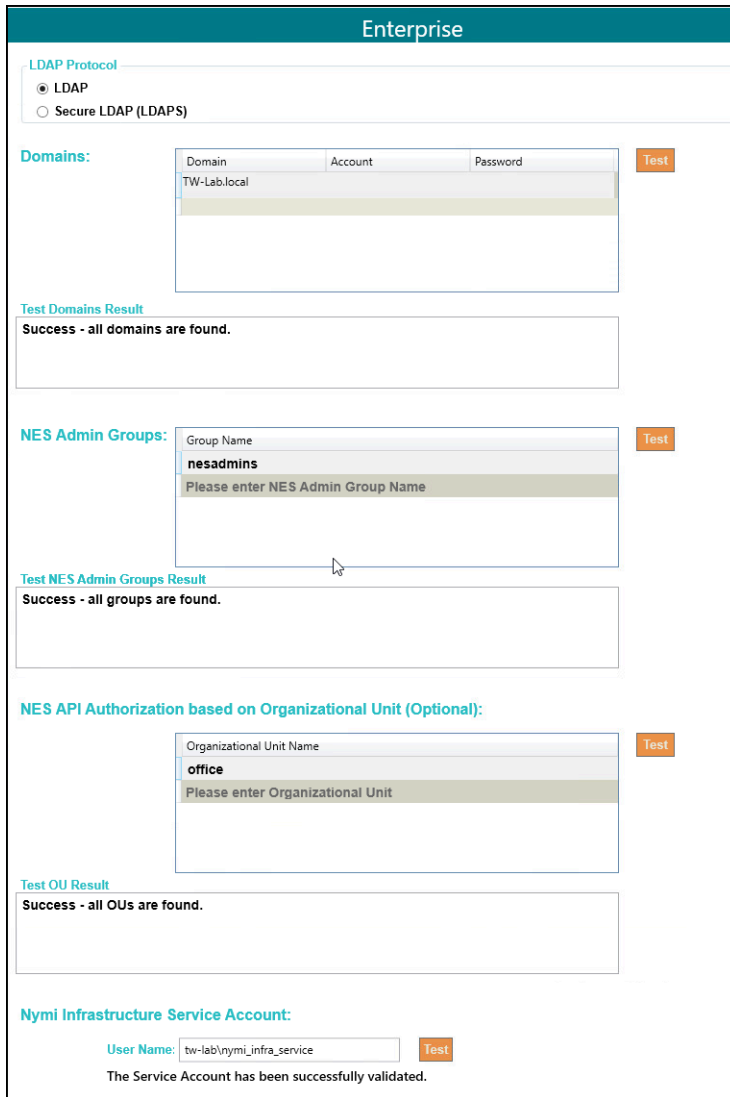 Enterprise
LDAP Protocol
LDAP
Secure LDAP (LDAPS)
Domains:
Domain Account Password
Test
TW-Lab.local
Test Domains Result
Success - all domains are found.
NES Admin Groups:
Group Name
Test
nesadmins
Please enter NES Admin Group Name
Test NES Admin Groups Result
Success - all groups are found.
NES API Authorization based on Organizational Unit (Optional):
Organizational Unit Name
Test
office
Please enter Organizational Unit
Test OU Result
Success - all OUs are found.
Nymi Infrastructure Service Account:
User Name: tw-lab\nymi_infra_service Test
The Service Account has been successfully validated.